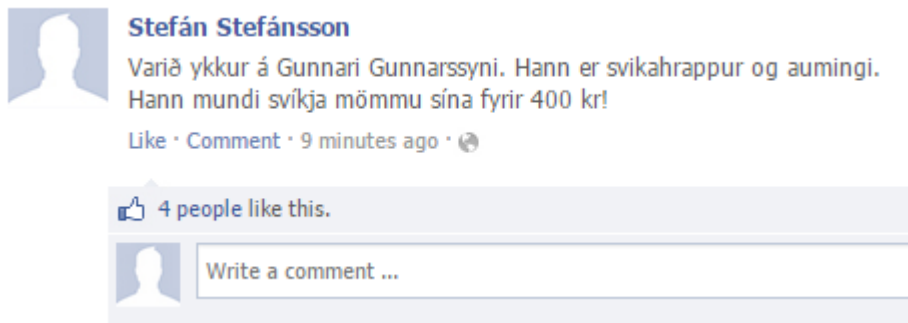 Stefán Stefánsson
Varið ykkur á Gunnari Gunnarssyni. Hann er svikahrappur og aumingi.
Hann mundi svíkja mömmu sína fyrir 400 kr!
Like · Comment · 9 minutes ago ·
4 people like this.
Write a comment ...